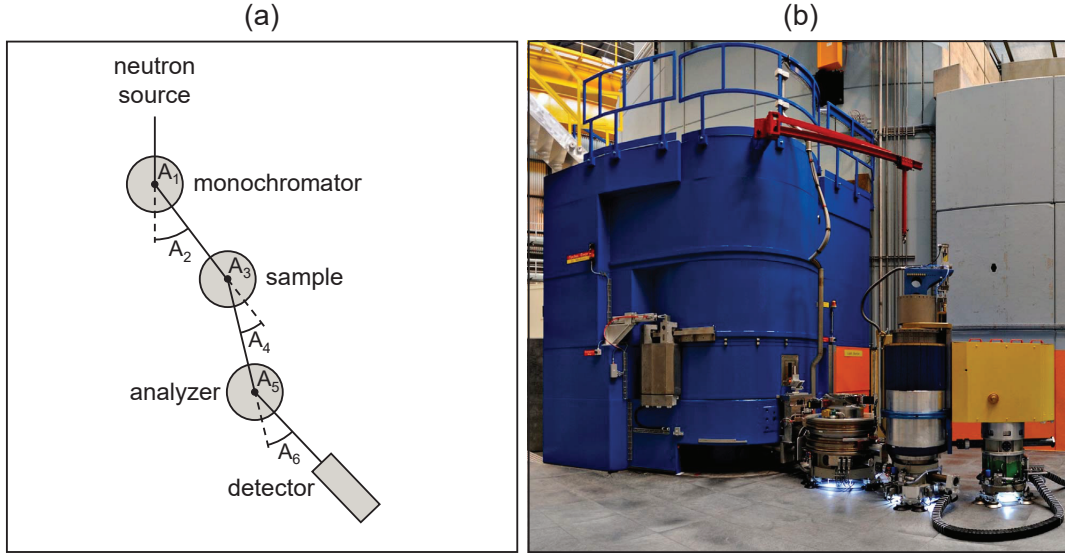 (a)
(b)
neutron
source
A1
monochromator
A2
A3
sample
A4
analyzer
A5
A6
detector